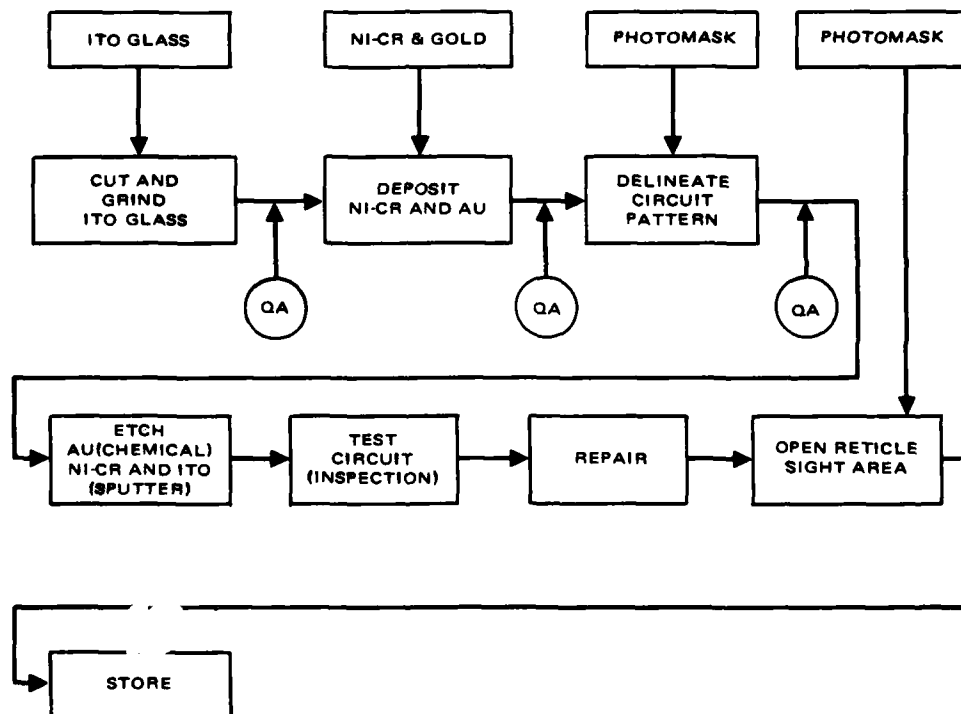 ITO GLASS
NI-CR & GOLD
PHOTOMASK
PHOTOMASK
CUT AND
GRIND
ITO GLASS
DEPOSIT
NI-CR AND AU
DELINEATE
CIRCUIT
PATTERN
QA
QA
QA
ETCH
AU(CHEMICAL)
NI-CR AND ITO
(SPUTTER)
TEST
CIRCUIT
(INSPECTION)
REPAIR
OPEN RETICLE
SIGHT AREA
STORE